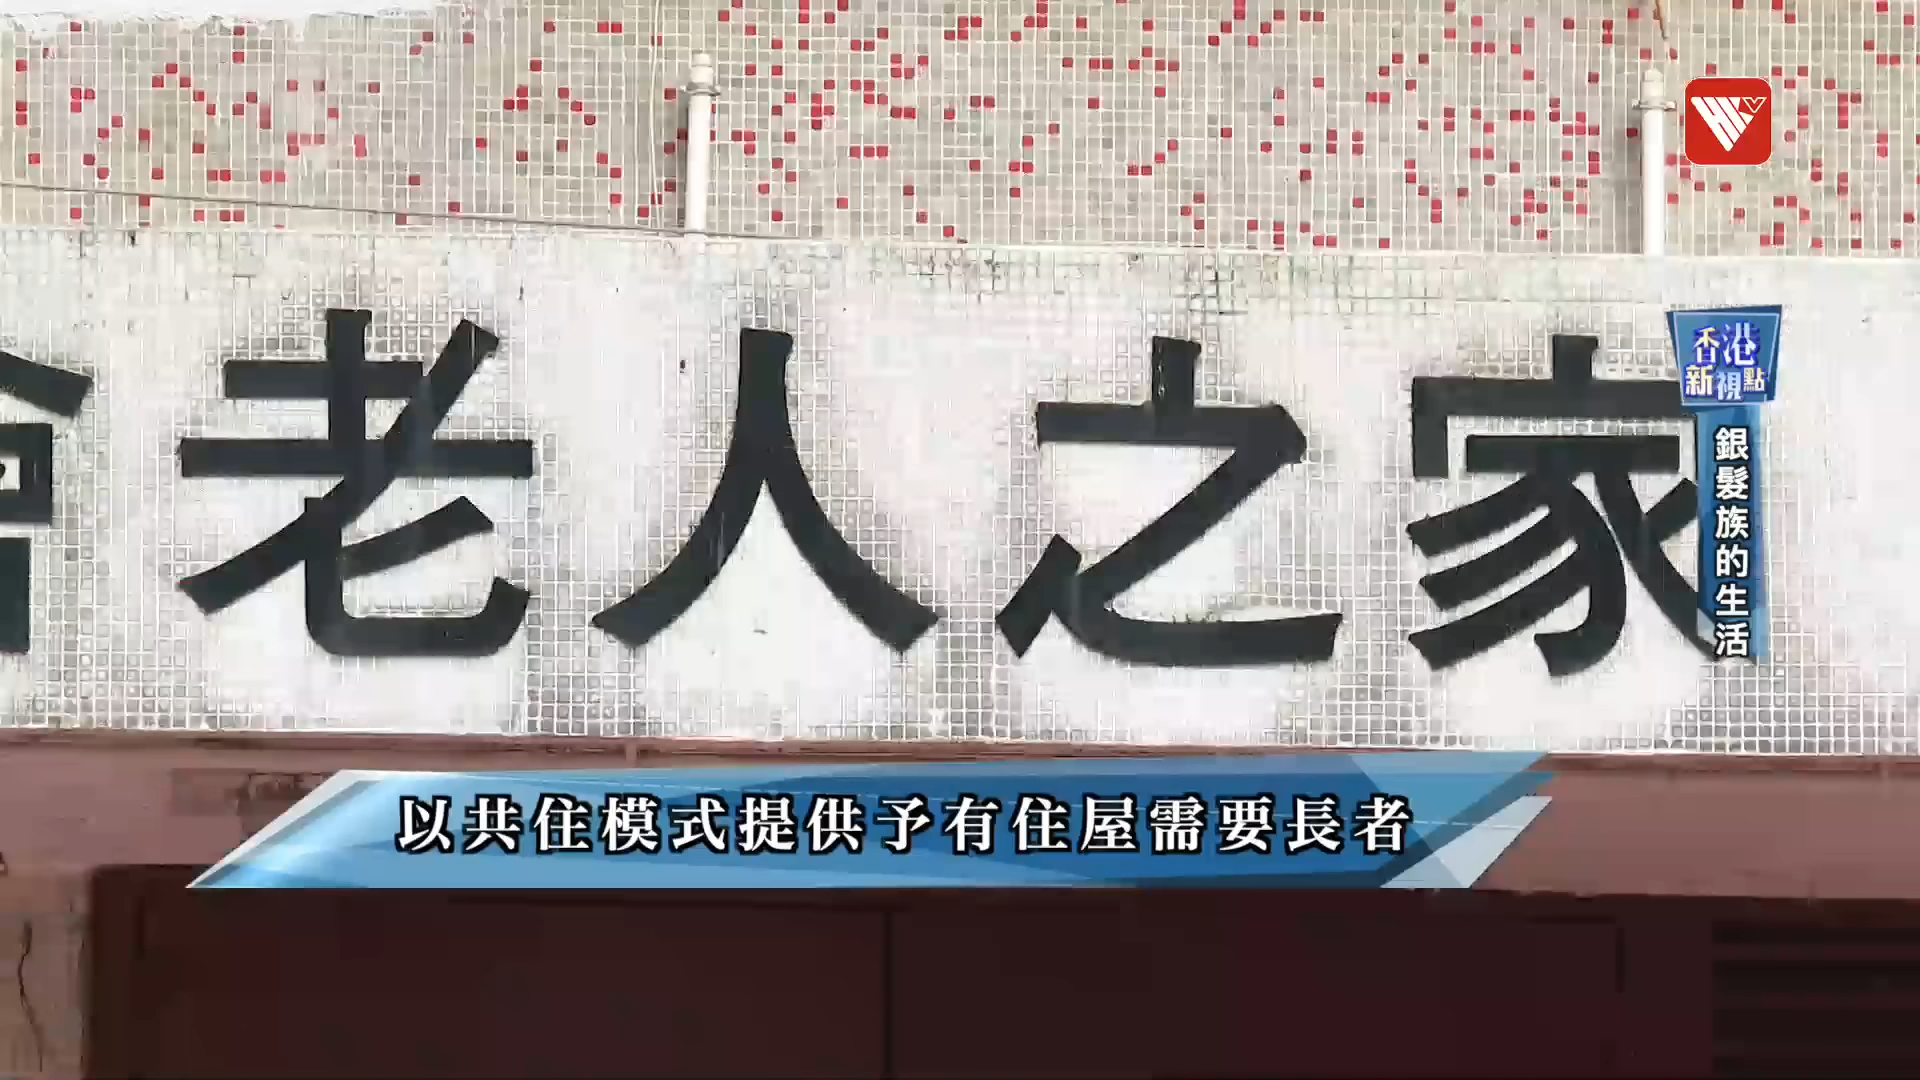 香港
新視點
銀髮族的生活
老人之家
以共住模式提供予有住屋需要長者